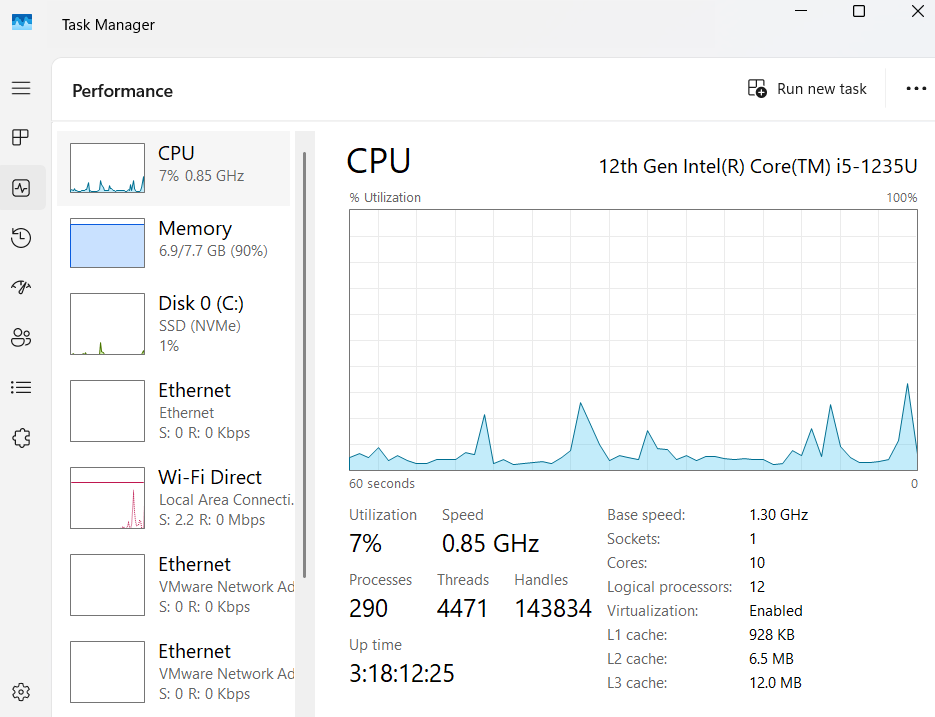 Task Manager
Performance
Run new task
CPU
7% 0.85 GHz
Memory
6.9/7.7 GB (90%)
Disk 0 (C:)
SSD (NVMe)
1%
Ethernet
Ethernet
S: 0 R: 0 Kbps
Wi-Fi Direct
Local Area Connecti.
S: 2.2 R: 0 Mbps
Ethernet
VMware Network Ad
S: 0 R: 0 Kbps
Ethernet
VMware Network Ad
S: 0 R: 0 Kbps
CPU
12th Gen Intel(R) Core(TM) i5-1235U
% Utilization 100%
60 seconds 0
Utilization Speed
7% 0.85 GHz
Processes Threads Handles
290 4471 143834
Up time
3:18:12:25
Base speed: 1.30 GHz
Sockets: 1
Cores: 10
Logical processors: 12
Virtualization: Enabled
L1 cache: 928 KB
L2 cache: 6.5 MB
L3 cache: 12.0 MB